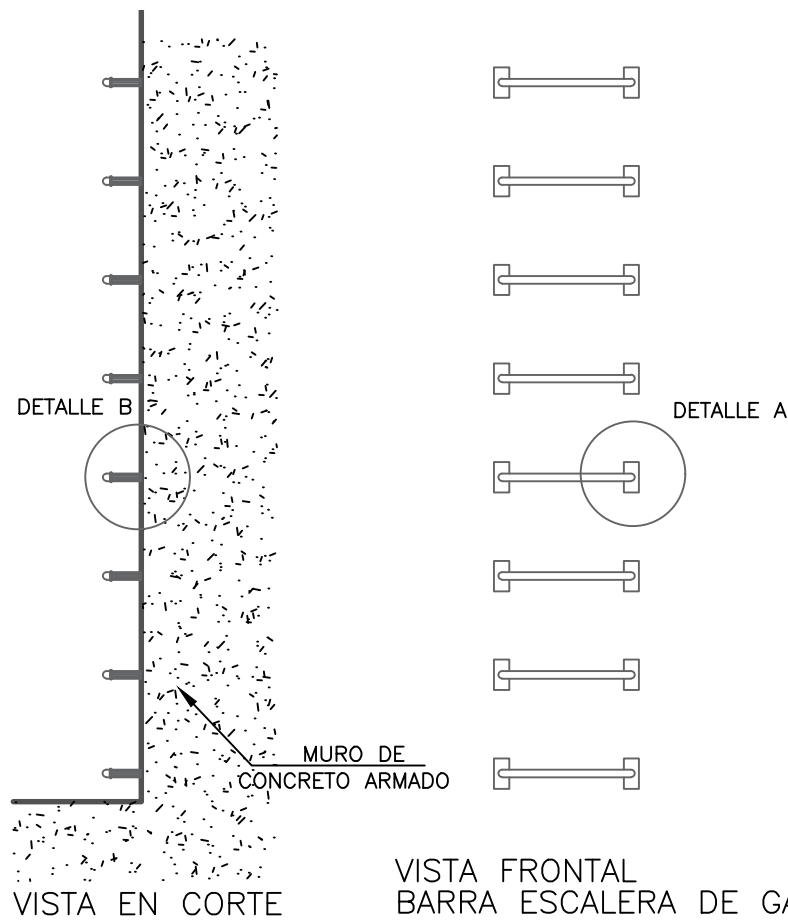 DETALLE B
DETALLE A
MURO DE
CONCRETO ARMADO
VISTA EN CORTE
VISTA FRONTAL
BARRA ESCALERA DE